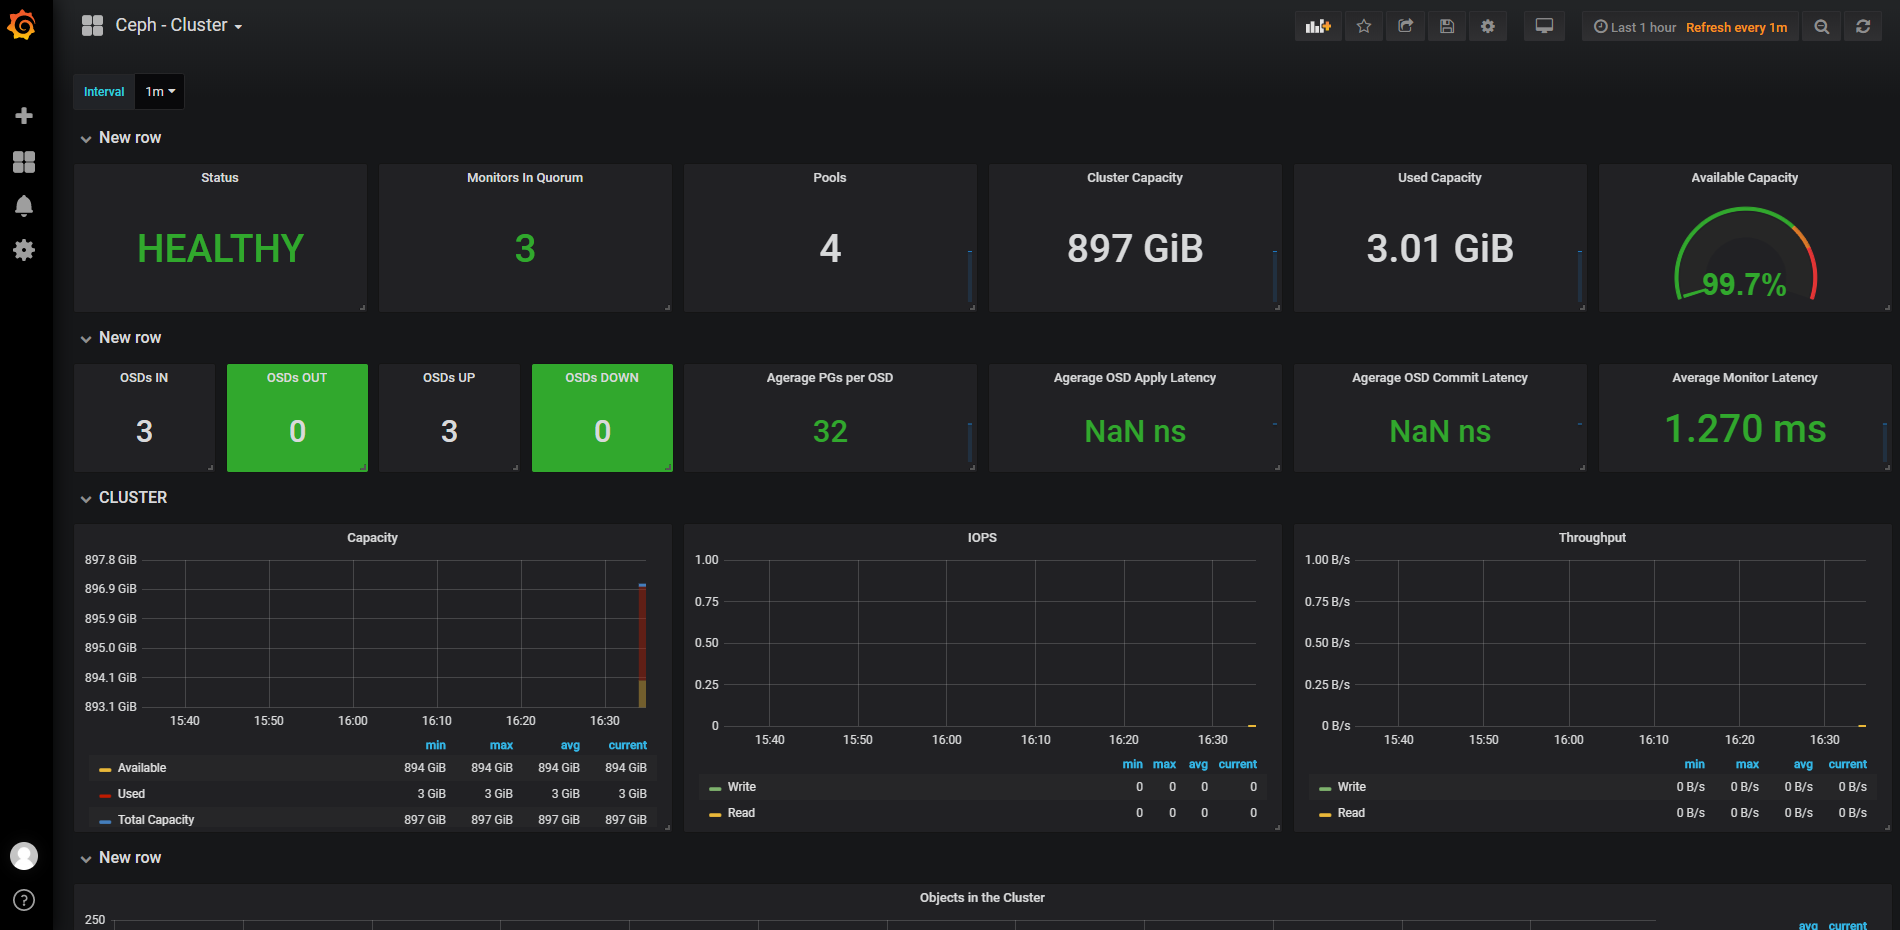 Ceph - Cluster
Last 1 hour Refresh every 1m
Interval 1m
New row
Status
HEALTHY
Monitors In Quorum
3
Pools
4
Cluster Capacity
897 GiB
Used Capacity
3.01 GiB
Available Capacity
99.7%
New row
OSDs IN
3
OSDs OUT
0
OSDs UP
3
OSDs DOWN
0
Agerage PGs per OSD
32
Agerage OSD Apply Latency
NaN ns
Agerage OSD Commit Latency
NaN ns
Average Monitor Latency
1.270 ms
CLUSTER
Capacity
897.8 GiB
896.9 GiB
895.9 GiB
895.0 GiB
894.1 GiB
893.1 GiB
15:40 15:50 16:00 16:10 16:20 16:30
min max avg current
Available 894 GiB 894 GiB 894 GiB 894 GiB
Used 3 GiB 3 GiB 3 GiB 3 GiB
Total Capacity 897 GiB 897 GiB 897 GiB 897 GiB
IOPS
1.00
0.75
0.50
0.25
0
15:40 15:50 16:00 16:10 16:20 16:30
min max avg current
Write 0 0 0 0
Read 0 0 0 0
Throughput
1.00 B/s
0.75 B/s
0.50 B/s
0.25 B/s
0 B/s
15:40 15:50 16:00 16:10 16:20 16:30
min max avg current
Write 0 B/s 0 B/s 0 B/s 0 B/s
Read 0 B/s 0 B/s 0 B/s 0 B/s
New row
Objects in the Cluster
250
avg current
?